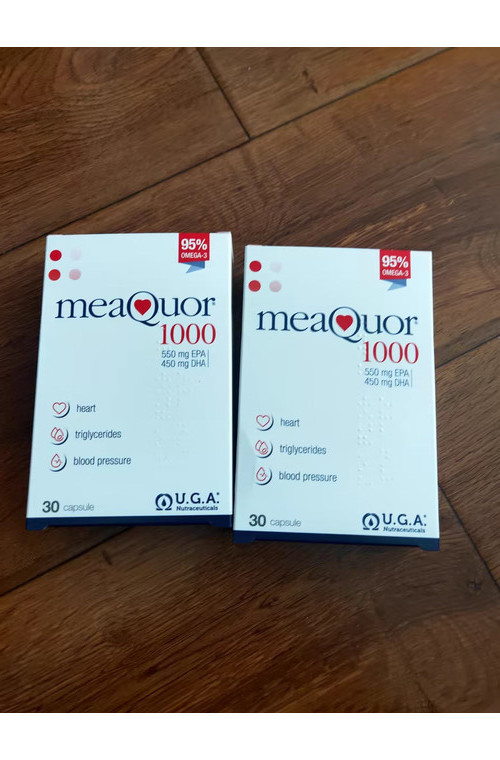 95%
OMEGA-3
meaQuor
1000
550 mg EPA
450 mg DHA
heart
triglycerides
blood pressure
30 capsule
U.G.A.
Nutraceuticals
95%
OMEGA-3
meaQuor®
1000
550 mg EPA
450 mg DHA
heart
triglycerides
blood pressure
30 capsule
U.G.A.
Nutraceuticals